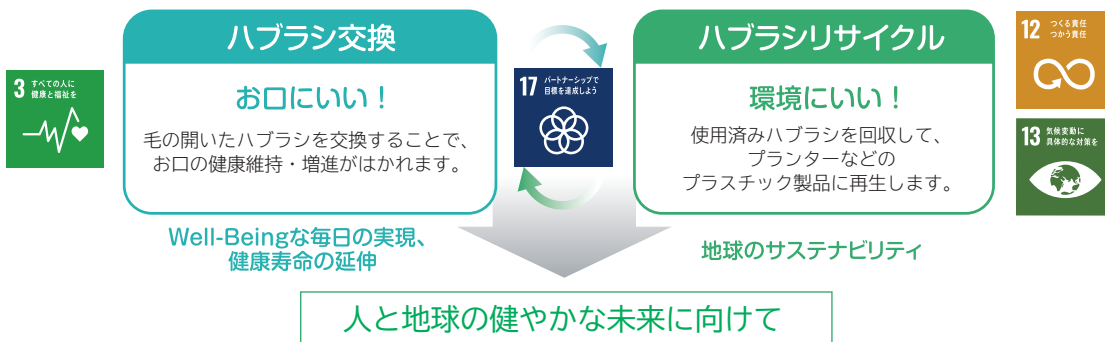 3 すべての人に
健康と福祉を
ハブラシ交換
お口にいい！
毛の開いたハブラシを交換することで、
お口の健康維持・増進がはかれます。
Well-Beingな毎日の実現、
健康寿命の延伸
17 パートナーシップで
目標を達成しよう
ハブラシリサイクル
環境にいい！
使用済みハブラシを回収して、
プランターなどの
プラスチック製品に再生します。
地球のサステナビリティ
12 つくる責任
つかう責任
13 気候変動に
具体的な対策を
人と地球の健やかな未来に向けて